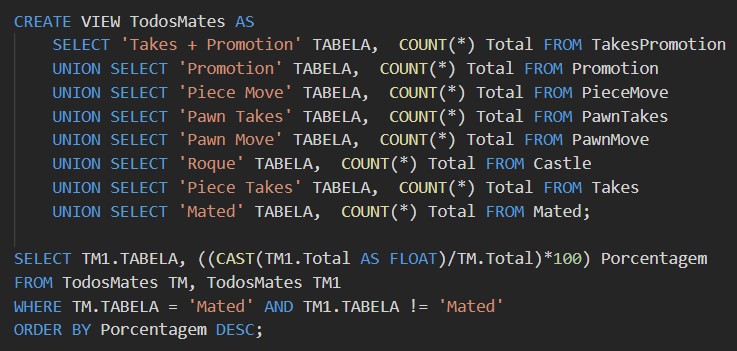 CREATE VIEW TodosMates AS
    SELECT 'Takes + Promotion' TABELA,  COUNT(*) Total FROM TakesPromotion
    UNION SELECT 'Promotion' TABELA,  COUNT(*) Total FROM Promotion
    UNION SELECT 'Piece Move' TABELA,  COUNT(*) Total FROM PieceMove
    UNION SELECT 'Pawn Takes' TABELA,  COUNT(*) Total FROM PawnTakes
    UNION SELECT 'Pawn Move' TABELA,  COUNT(*) Total FROM PawnMove
    UNION SELECT 'Roque' TABELA,  COUNT(*) Total FROM Castle
    UNION SELECT 'Piece Takes' TABELA,  COUNT(*) Total FROM Takes
    UNION SELECT 'Mated' TABELA,  COUNT(*) Total FROM Mated;
SELECT TM1.TABELA, ((CAST(TM1.Total AS FLOAT)/TM.Total)*100) Porcentagem
FROM TodosMates TM, TodosMates TM1
WHERE TM.TABELA = 'Mated' AND TM1.TABELA != 'Mated'
ORDER BY Porcentagem DESC;